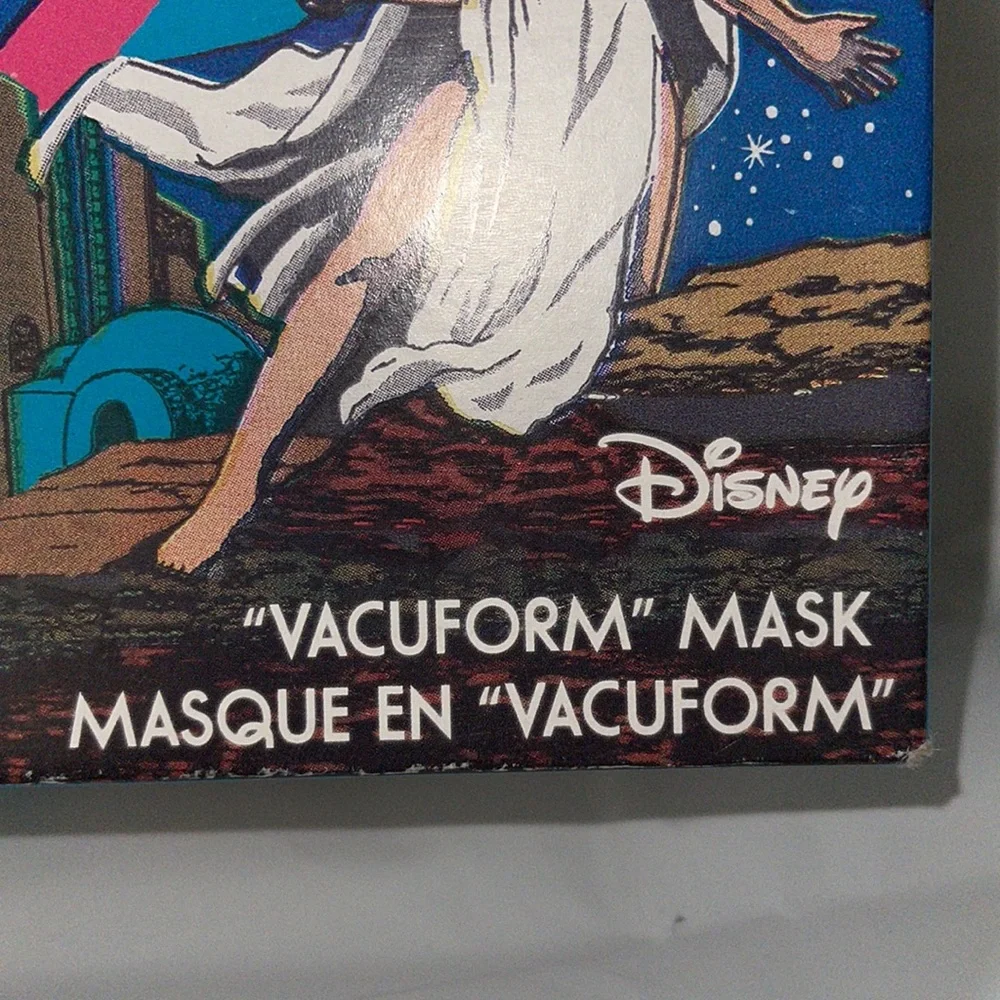 Disney
"VACUFORM" MASK
MASQUE EN "VACUFORM"